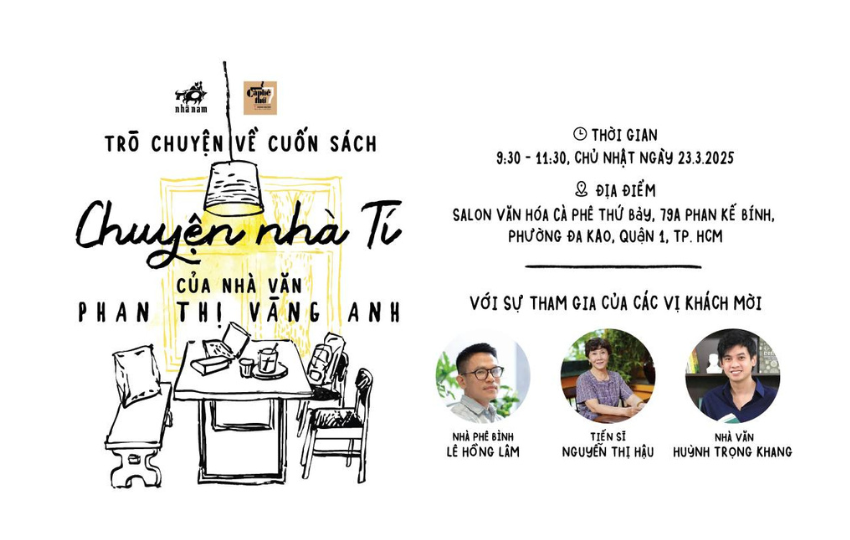 nhã nam
Cà phê
thứ 7
TRÒ CHUYỆN VỀ CUỐN SÁCH
Chuyện nhà Tí
CỦA NHÀ VĂN
PHAN THỊ VÀNG ANH
THỜI GIAN
9:30 - 11:30, CHỦ NHẬT NGÀY 23.3.2025
ĐỊA ĐIỂM
SALON VĂN HÓA CÀ PHÊ THỨ BẢY, 79A PHAN KẾ BÍNH,
PHƯỜNG ĐA KAO, QUẬN 1, TP. HCM
VỚI SỰ THAM GIA CỦA CÁC VỊ KHÁCH MỜI
NHÀ PHÊ BÌNH
LÊ HỒNG LÂM
TIẾN SĨ
NGUYỄN THỊ HẬU
NHÀ VĂN
HUỲNH TRỌNG KHANG